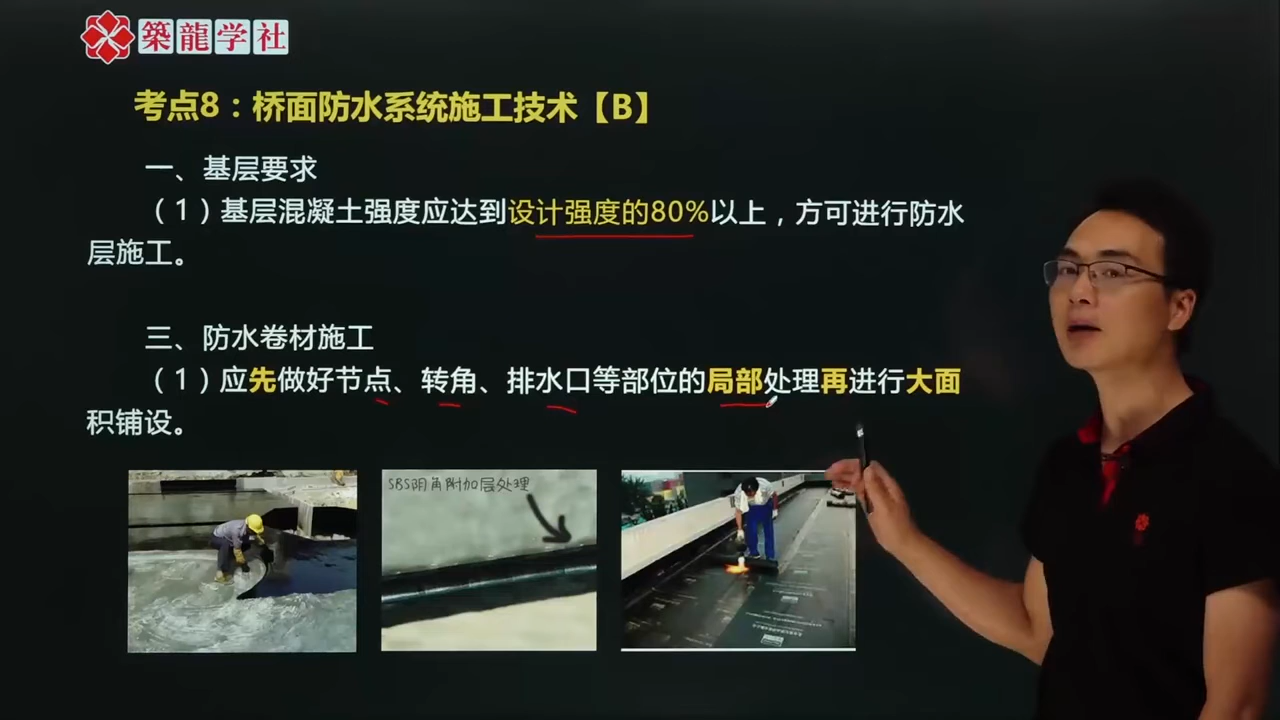 築龍学社
考点8：桥面防水系统施工技术【B】
一、基层要求
（1）基层混凝土强度应达到设计强度的80%以上，方可进行防水
层施工。
三、防水卷材施工
（1）应先做好节点、转角、排水口等部位的局部处理再进行大面
积铺设。
SBS阴角附加层处理